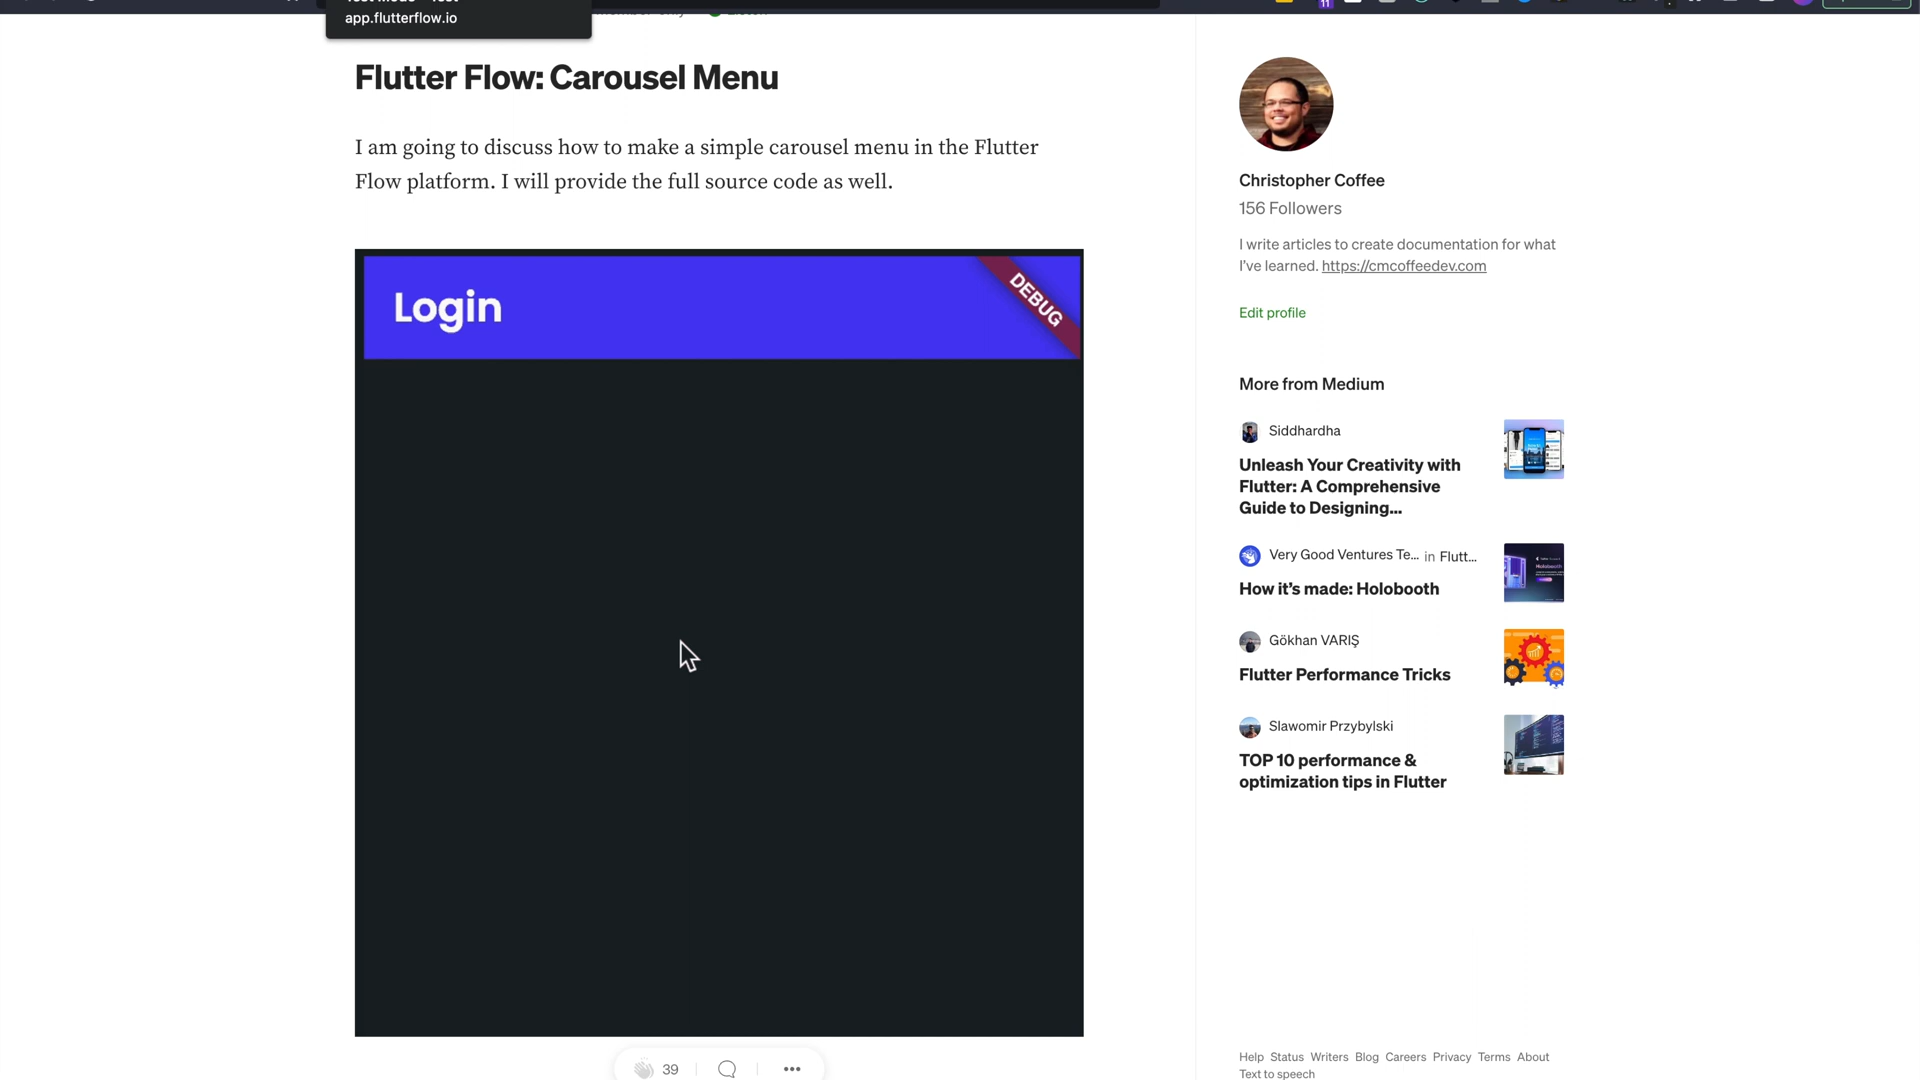 app.flutterflow.io
Flutter Flow: Carousel Menu
I am going to discuss how to make a simple carousel menu in the Flutter
Flow platform. I will provide the full source code as well.
Login
DEBUG
39
11
Christopher Coffee
156 Followers
I write articles to create documentation for what
I've learned. https://cmcoffeedev.com
Edit profile
More from Medium
Siddhardha
Unleash Your Creativity with
Flutter: A Comprehensive
Guide to Designing...
Very Good Ventures Te... in Flutt...
How it's made: Holobooth
Gökhan VARIŞ
Flutter Performance Tricks
Slawomir Przybylski
TOP 10 performance &
optimization tips in Flutter
Help Status Writers Blog Careers Privacy Terms About
Text to speech